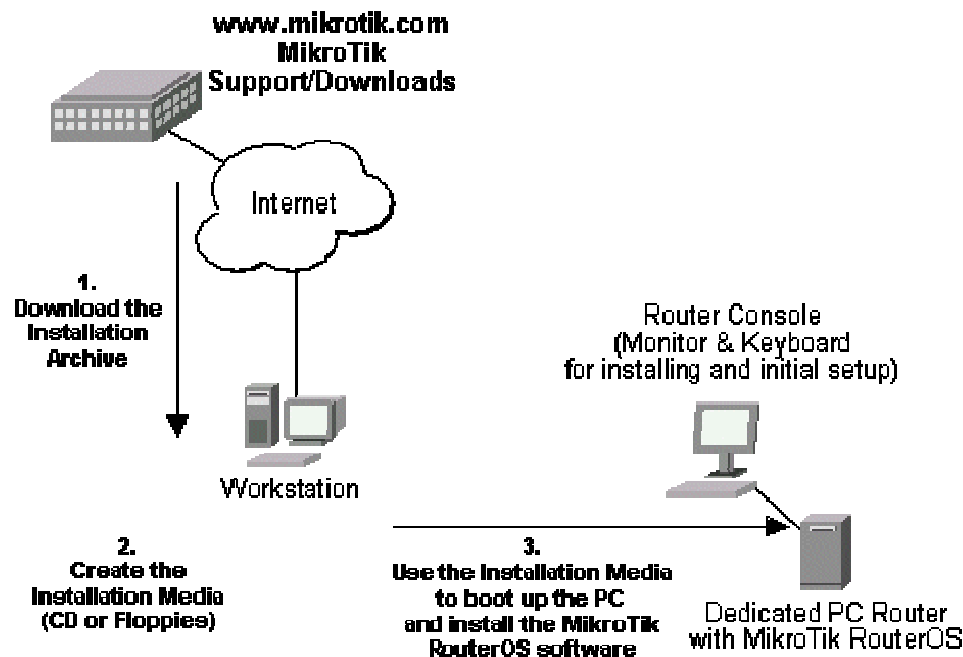 www.mikrotik.com
MikroTik
Support/Downloads
Internet
1.
Download the
Installation
Archive
Router Console
(Monitor & Keyboard
for installing and initial setup)
Workstation
2.
Create the
Installation Media
(CD or Floppies)
3.
Use the Installation Media
to boot up the PC
and install the MikroTik
RouterOS software
Dedicated PC Router
with MikroTik RouterOS